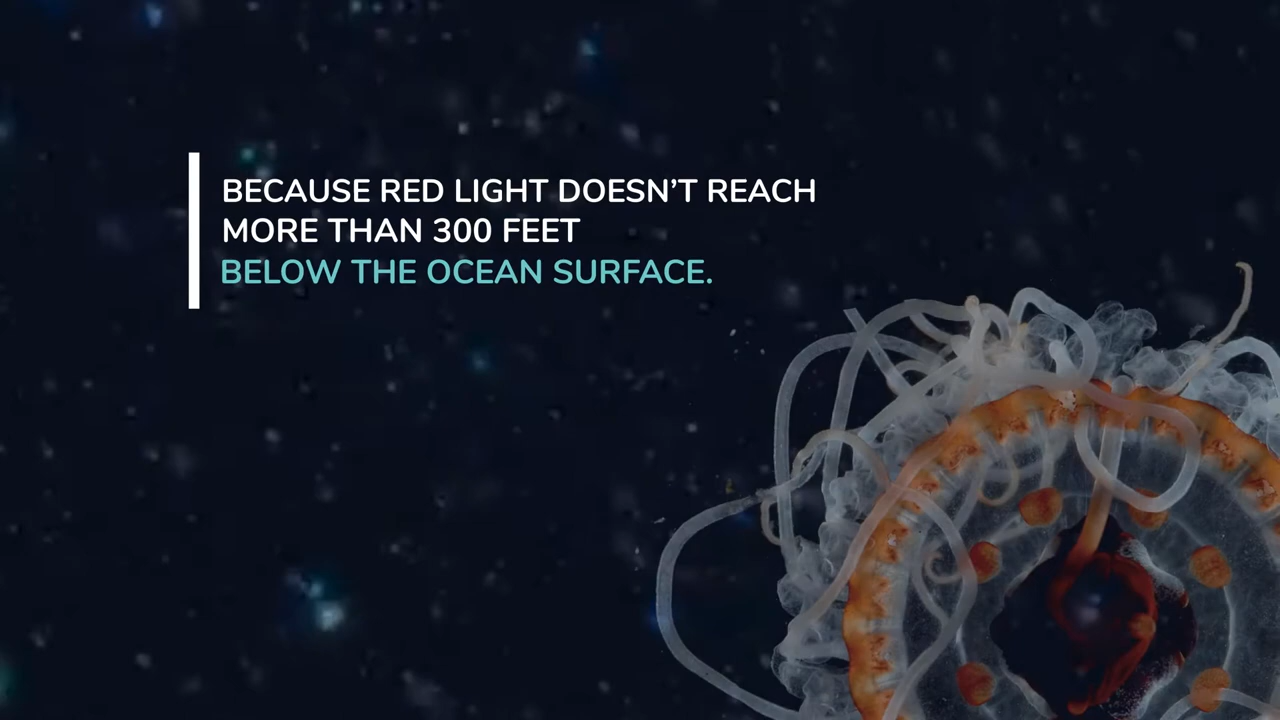 BECAUSE RED LIGHT DOESN’T REACH
MORE THAN 300 FEET
BELOW THE OCEAN SURFACE.